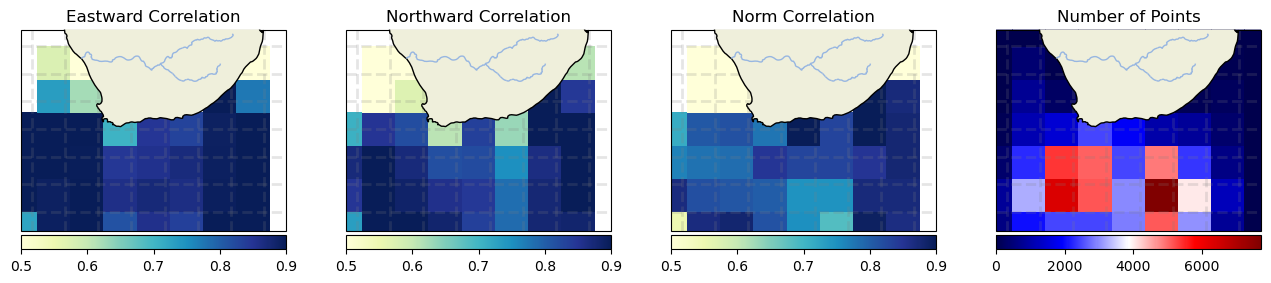 Eastward Correlation
Northward Correlation
Norm Correlation
Number of Points
0.5 0.6 0.7 0.8 0.9
0.5 0.6 0.7 0.8 0.9
0.5 0.6 0.7 0.8 0.9
0 2000 4000 6000